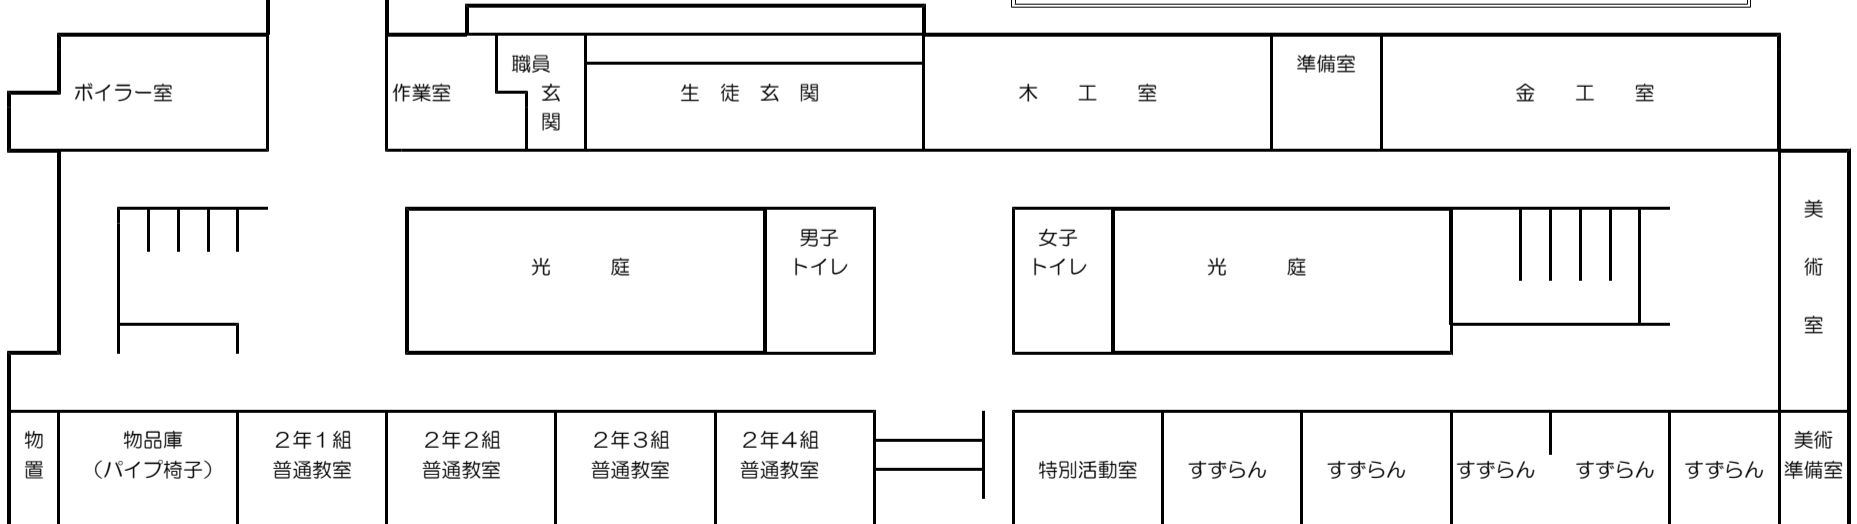 ボイラー室
作業室
職員
玄
関
生　徒　玄　関
木　　工　　室
準備室
金　　工　　室
光　　　庭
男子
トイレ
女子
トイレ
光　　　庭
美
術
室
物
置
物品庫
（パイプ椅子）
２年１組
普通教室
２年２組
普通教室
２年３組
普通教室
２年４組
普通教室
特別活動室
すずらん
すずらん
すずらん
すずらん
すずらん
美術
準備室